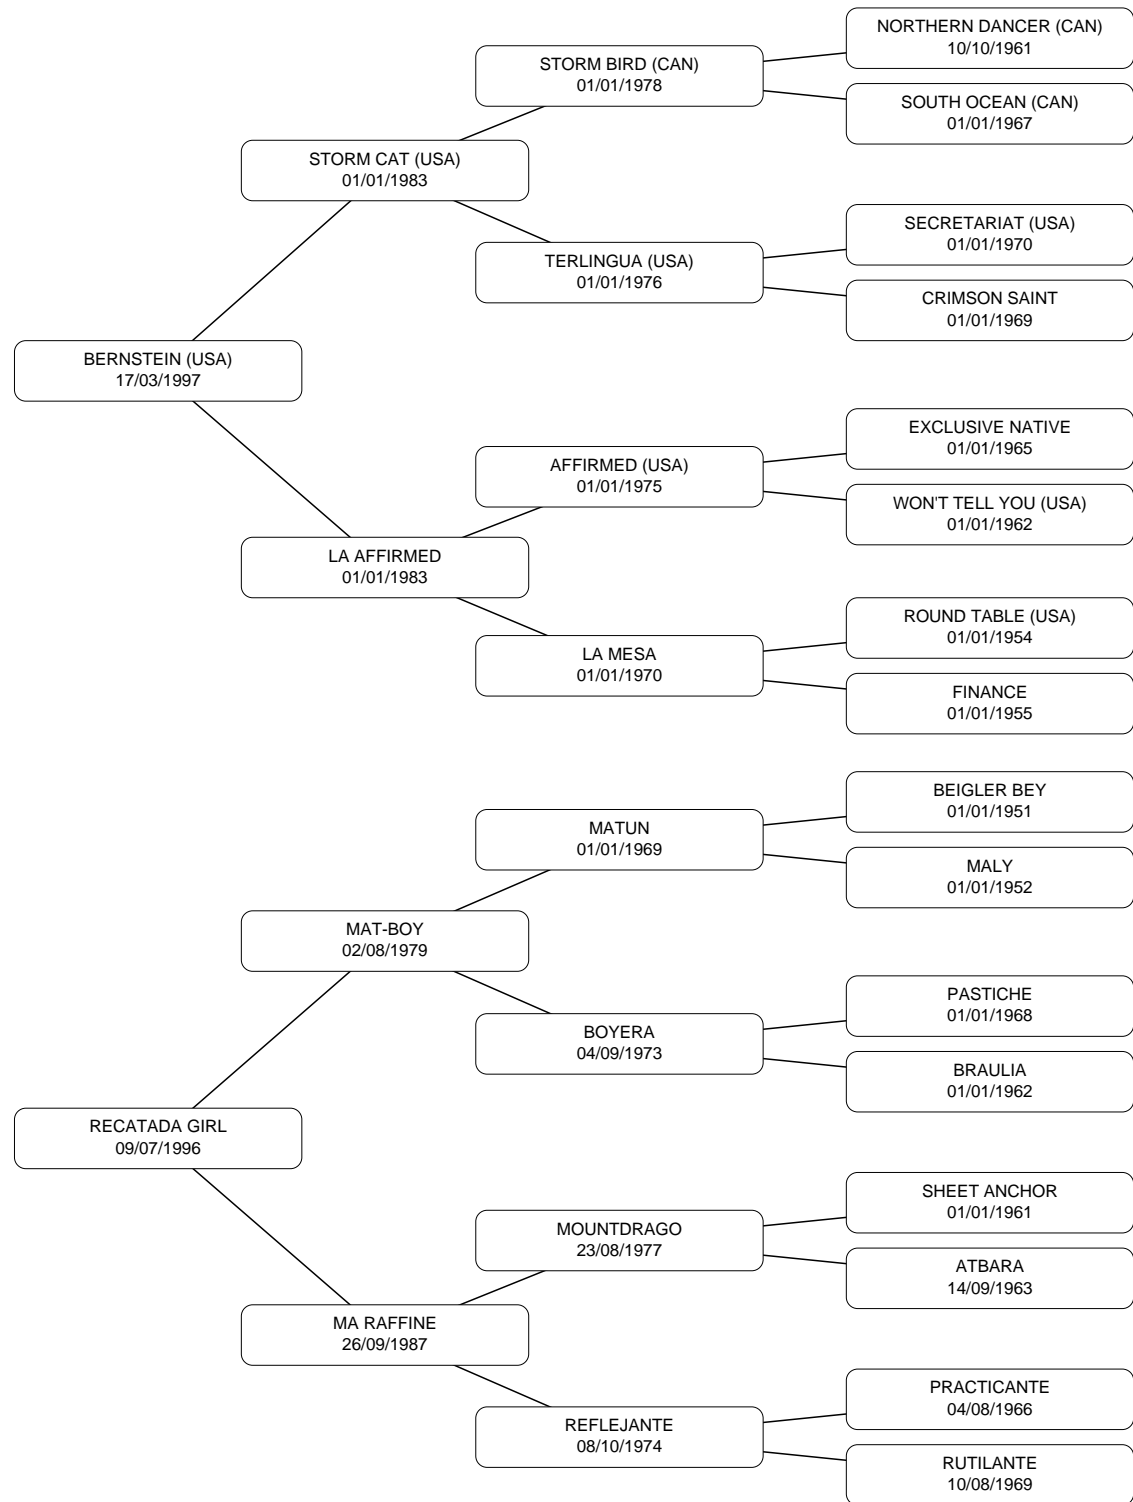 NORTHERN DANCER (CAN)
10/10/1961
STORM BIRD (CAN)
01/01/1978
SOUTH OCEAN (CAN)
01/01/1967
STORM CAT (USA)
01/01/1983
SECRETARIAT (USA)
01/01/1970
TERLINGUA (USA)
01/01/1976
CRIMSON SAINT
01/01/1969
BERNSTEIN (USA)
17/03/1997
EXCLUSIVE NATIVE
01/01/1965
AFFIRMED (USA)
01/01/1975
WON'T TELL YOU (USA)
01/01/1962
LA AFFIRMED
01/01/1983
ROUND TABLE (USA)
01/01/1954
LA MESA
01/01/1970
FINANCE
01/01/1955
BEIGLER BEY
01/01/1951
MATUN
01/01/1969
MALY
01/01/1952
MAT-BOY
02/08/1979
PASTICHE
01/01/1968
BOYERA
04/09/1973
BRAULIA
01/01/1962
RECATADA GIRL
09/07/1996
SHEET ANCHOR
01/01/1961
MOUNTDRAGO
23/08/1977
ATBARA
14/09/1963
MA RAFFINE
26/09/1987
PRACTICANTE
04/08/1966
REFLEJANTE
08/10/1974
RUTILANTE
10/08/1969